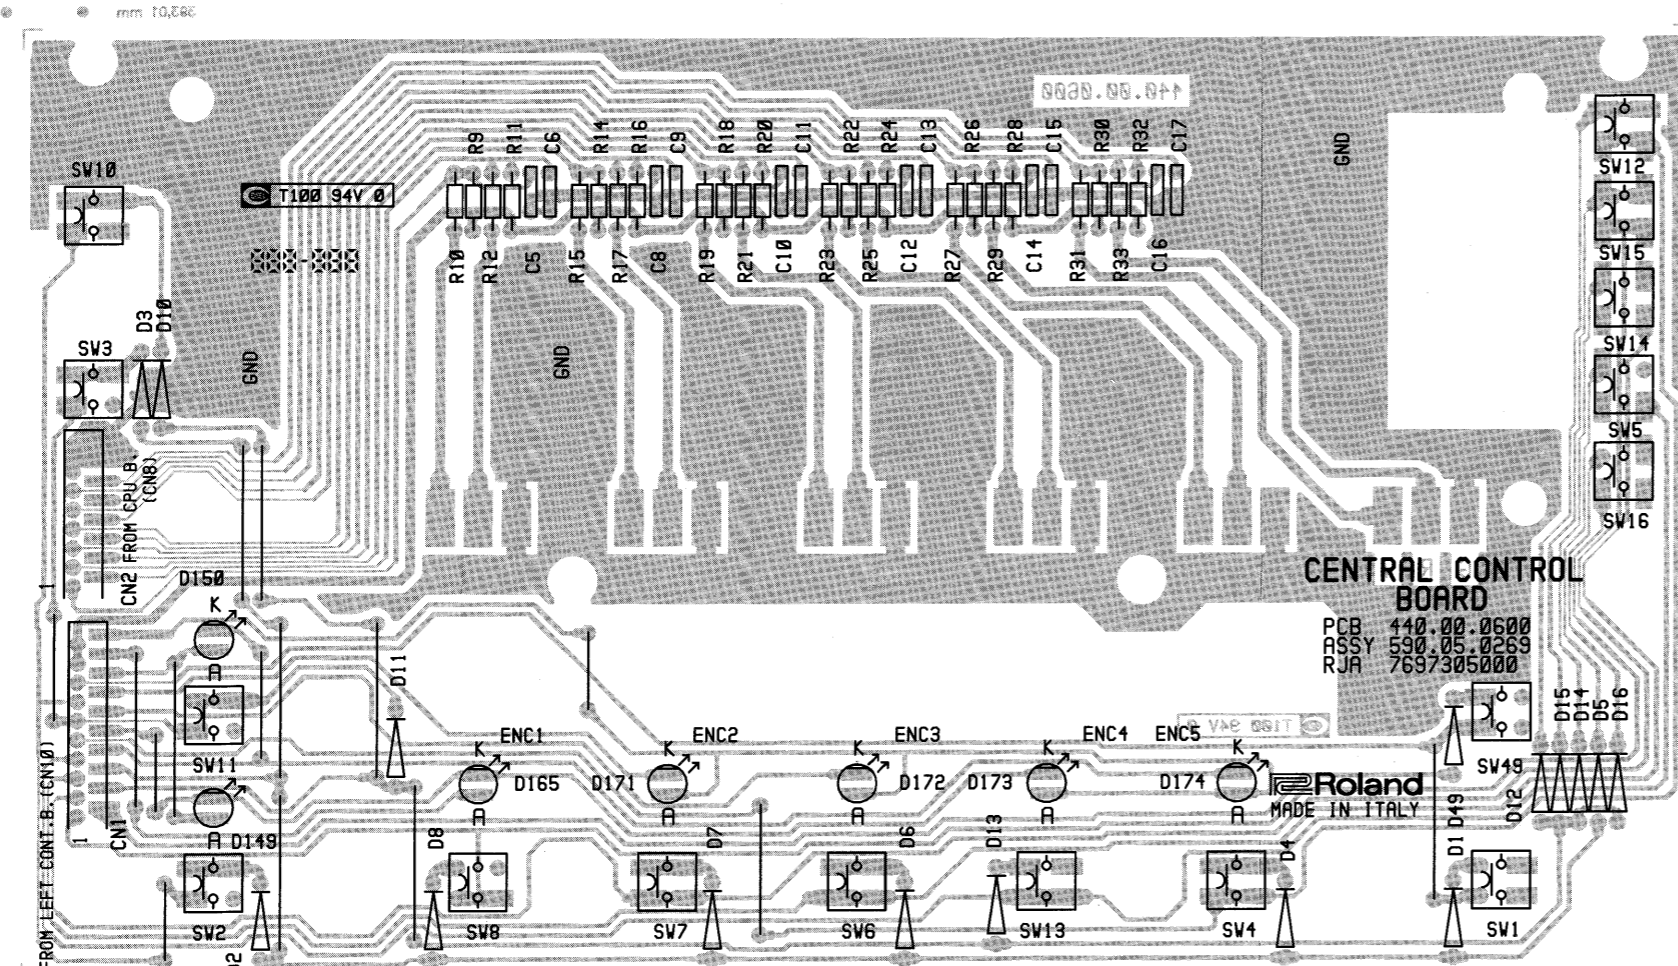 383,01 mm
440.00.0600
R9 R11 C6 R14 R16 C9 R18 R20 C11 R22 R24 C13 R26 R28 C15 R30 R32 C17
GND
SW12
SW10
T100 94V 0
SW15
R10 R12 C5 R15 R17 C8 R19 R21 C10 R23 R25 C12 R27 R29 C14 R31 R33 C16
D3 D10
SW3
GND
GND
SW14
SW5
CN2 FROM CPU B.
(CN8)
SW16
1
D150
K
CENTRAL CONTROL
BOARD
PCB 440.00.0600
ASSY 590.05.0269
RJA 7697305000
A
D11
D15 D14 D5 D16
T100 94V 0
SW11
K ENC1 K ENC2 K ENC3 K ENC4 ENC5 K
SW49
D165 D171 D172 D173 D174
Roland
MADE IN ITALY
A A A A A
D12
D49
FROM LEFT CONT.B.(CN10)
1
CN1
A D149
D8 D7 D6 D13 D4 D1
SW2 SW8 SW7 SW6 SW13 SW4 SW1